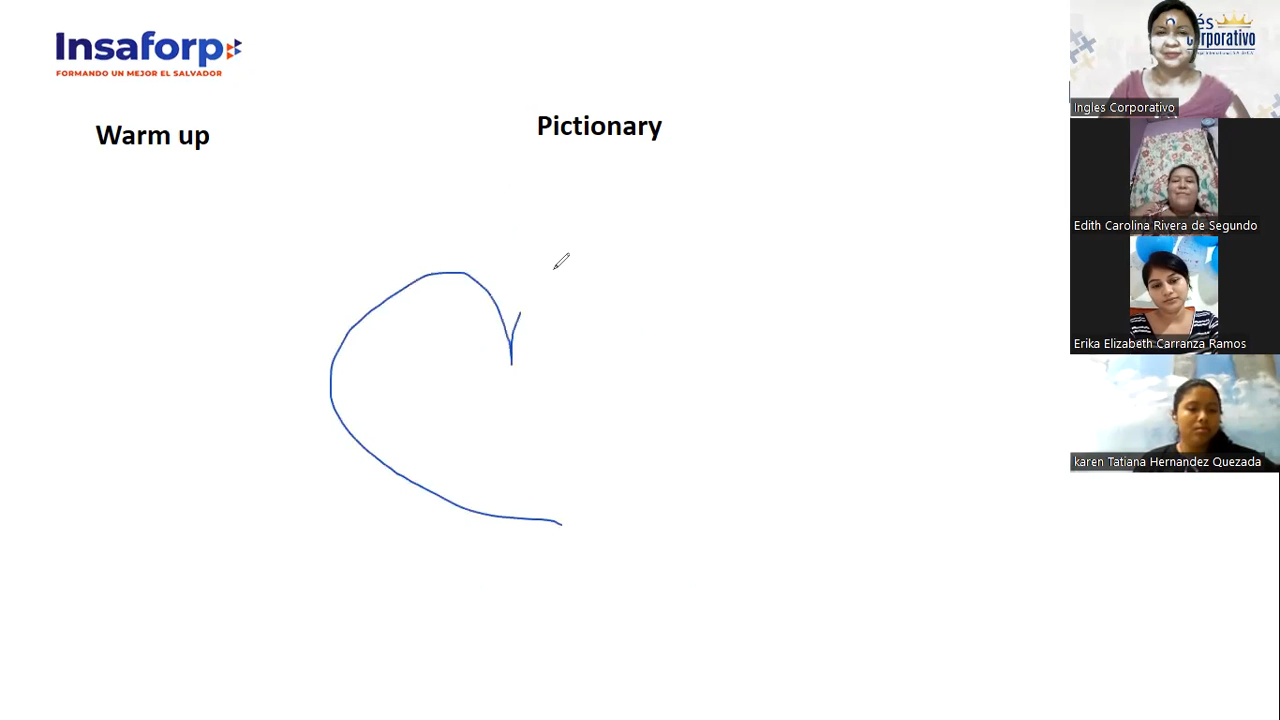 Insaforp
FORMANDO UN MEJOR EL SALVADOR
Warm up
Pictionary
Corporativo
Ingles Corporativo
Edith Carolina Rivera de Segundo
Erika Elizabeth Carranza Ramos
karen Tatiana Hernandez Quezada